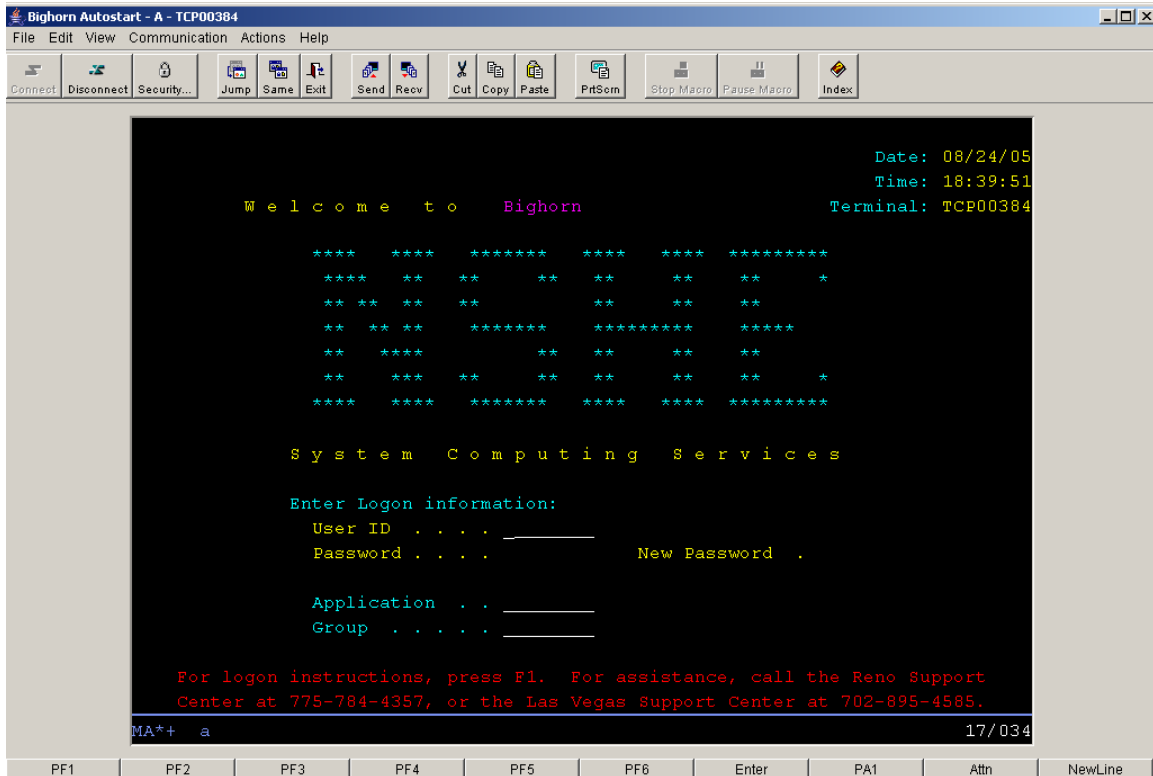 Bighorn Autostart - A - TCP00384
File Edit View Communication Actions Help
Connect Disconnect Security... Jump Same Exit Send Recv Cut Copy Paste PrtScrn Stop Macro Pause Macro Index
Date: 08/24/05
Time: 18:39:51
W e l c o m e   t o   Bighorn   Terminal: TCP00384
NSHE
S y s t e m   C o m p u t i n g   S e r v i c e s
Enter Logon information:
User ID . . . . _
Password . . . .   New Password .
Application . .
Group . . . . .
For logon instructions, press F1. For assistance, call the Reno Support
Center at 775-784-4357, or the Las Vegas Support Center at 702-895-4585.
MA*+ a   17/034
PF1 PF2 PF3 PF4 PF5 PF6 Enter PA1 Attn NewLine